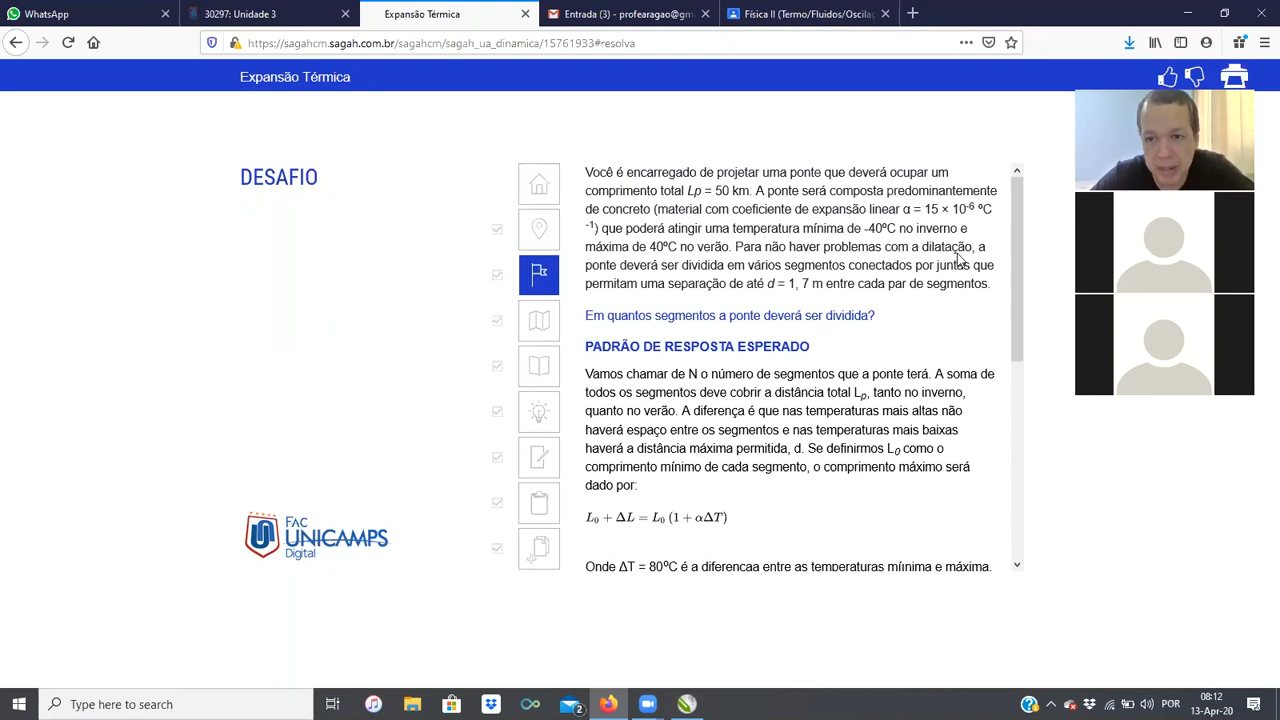 WhatsApp
30297: Unidade 3
Expansão Térmica
Entrada (3) - profearagao@gm
Física II (Termo/Fluidos/Oscilaç
https://sagahcm.sagah.com.br/sagahcm/sagah_ua_dinamica/15761933#resolva
Expansão Térmica
DESAFIO
Você é encarregado de projetar uma ponte que deverá ocupar um
comprimento total Lp = 50 km. A ponte será composta predominantemente
de concreto (material com coeficiente de expansão linear α = 15 × 10-6 ºC
-1) que poderá atingir uma temperatura mínima de -40ºC no inverno e
máxima de 40ºC no verão. Para não haver problemas com a dilatação, a
ponte deverá ser dividida em vários segmentos conectados por juntas que
permitam uma separação de até d = 1, 7 m entre cada par de segmentos.
Em quantos segmentos a ponte deverá ser dividida?
PADRÃO DE RESPOSTA ESPERADO
Vamos chamar de N o número de segmentos que a ponte terá. A soma de
todos os segmentos deve cobrir a distância total Lp, tanto no inverno,
quanto no verão. A diferença é que nas temperaturas mais altas não
haverá espaço entre os segmentos e nas temperaturas mais baixas
haverá a distância máxima permitida, d. Se definirmos L0 como o
comprimento mínimo de cada segmento, o comprimento máximo será
dado por:
L0 + ΔL = L0 (1 + αΔT)
Onde ΔT = 80ºC é a diferençaa entre as temperaturas mínima e máxima.
FAC
UNICAMPS
Digital
Type here to search
2
POR
08:12
13-Apr-20